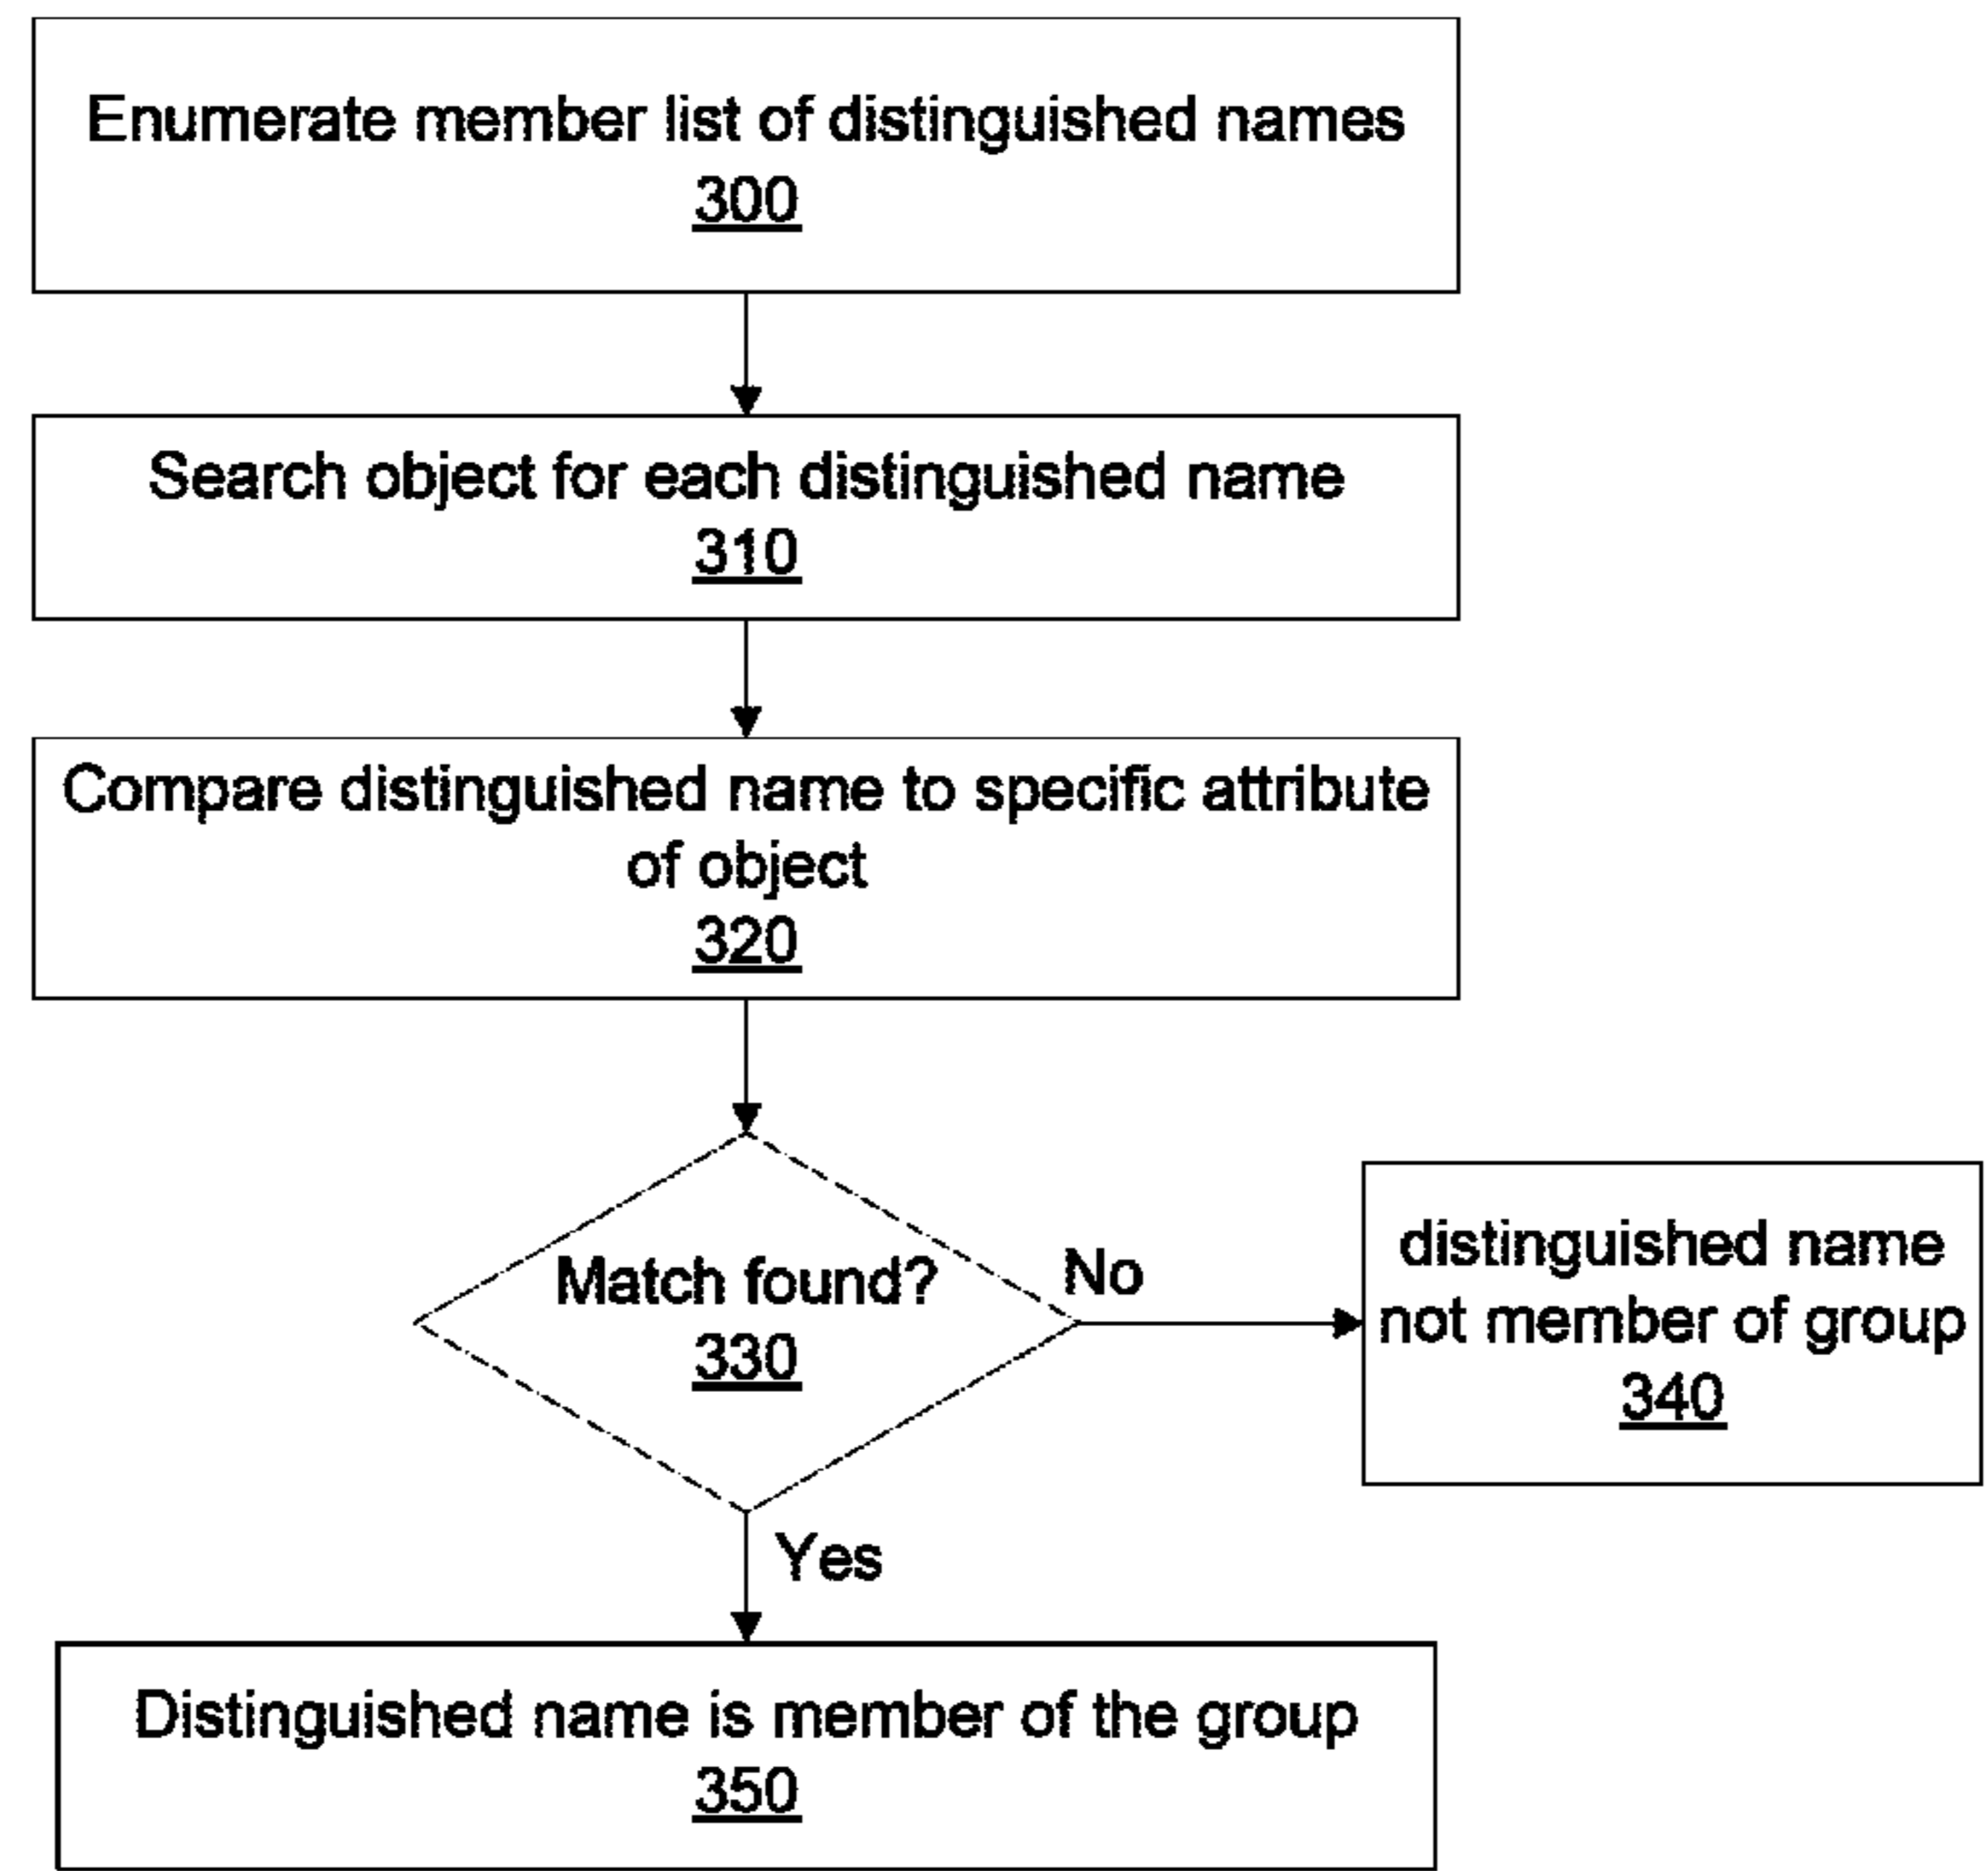 Enumerate member list of distinguished names
300
Search object for each distinguished name
310
Compare distinguished name to specific attribute
of object
320
Match found?
330
No
distinguished name
not member of group
340
Yes
Distinguished name is member of the group
350